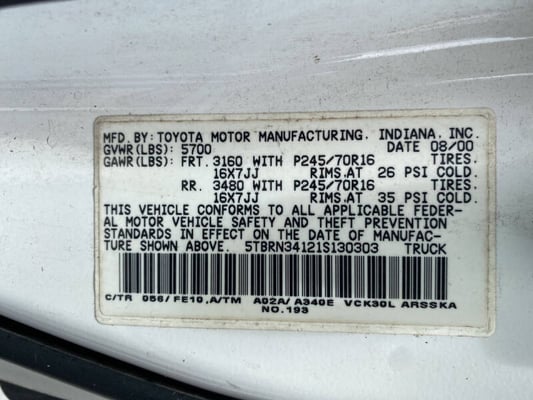 MFD. BY: TOYOTA MOTOR MANUFACTURING, INDIANA, INC.
GVWR(LBS): 5700 DATE 08/00
GAWR(LBS): FRT. 3160 WITH P245/70R16 TIRES.
16X7JJ RIMS.AT 26 PSI COLD.
RR. 3480 WITH P245/70R16 TIRES.
16X7JJ RIMS.AT 35 PSI COLD.
THIS VEHICLE CONFORMS TO ALL APPLICABLE FEDER-
AL MOTOR VEHICLE SAFETY AND THEFT PREVENTION
STANDARDS IN EFFECT ON THE DATE OF MANUFAC-
TURE SHOWN ABOVE. 5TBRN34121S130303 TRUCK
C/TR 056/FE10,A/TM A02A/A340E VCK30L ARSSKA
NO.193